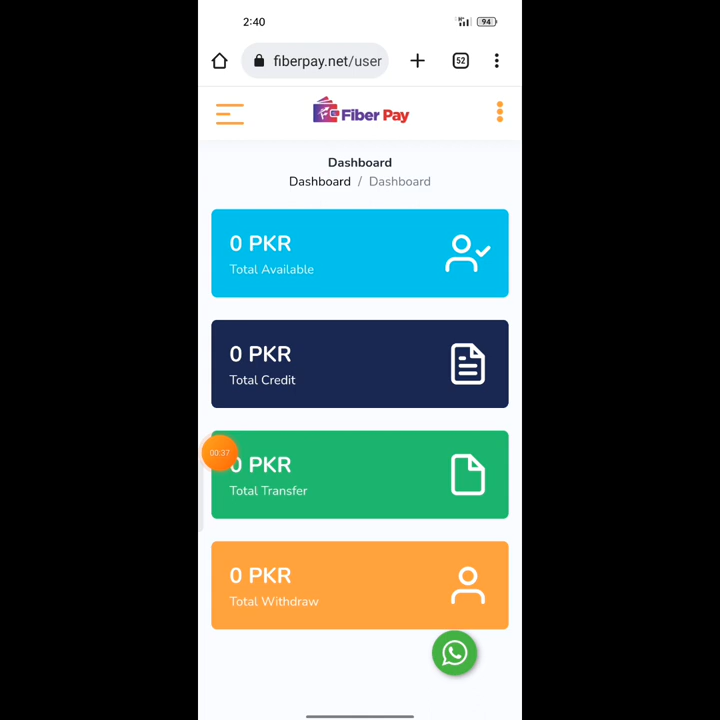 2:40
94
fiberpay.net/user
52
Fiber Pay
Dashboard
Dashboard / Dashboard
0 PKR
Total Available
0 PKR
Total Credit
00:37
0 PKR
Total Transfer
0 PKR
Total Withdraw